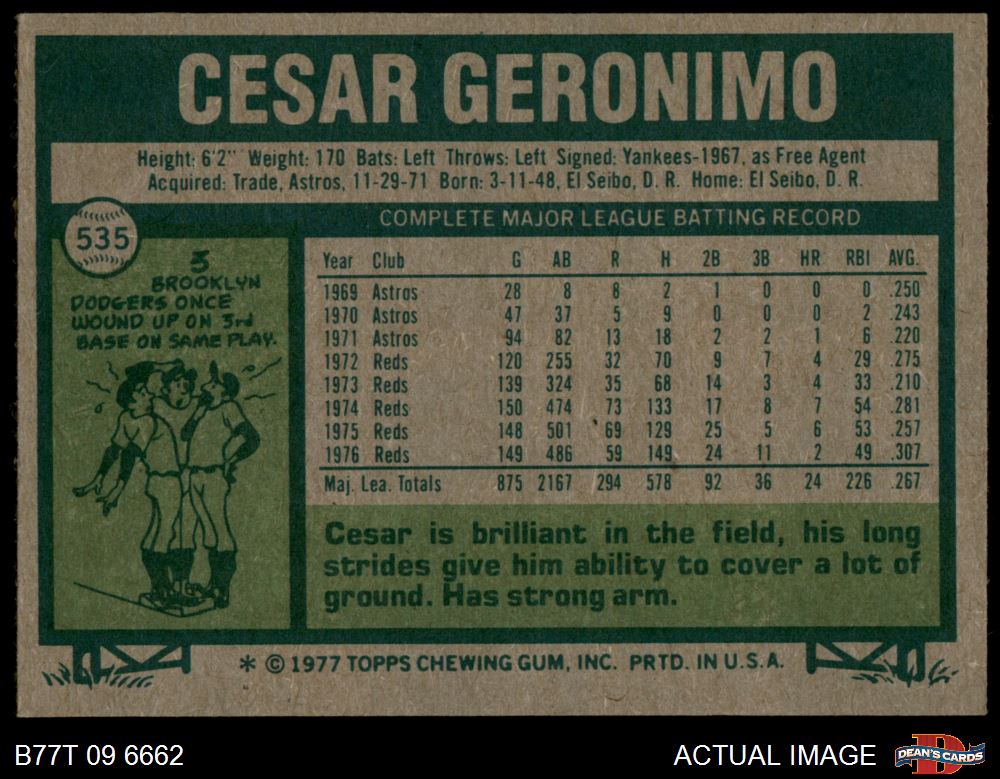 CESAR GERONIMO
Height: 6'2" Weight: 170 Bats: Left Throws: Left Signed: Yankees-1967, as Free Agent
Acquired: Trade, Astros, 11-29-71 Born: 3-11-48, El Seibo, D. R. Home: El Seibo, D. R.
535
3
BROOKLYN
DODGERS ONCE
WOUND UP ON 3rd
BASE ON SAME PLAY.
COMPLETE MAJOR LEAGUE BATTING RECORD
Year Club G AB R H 2B 3B HR RBI AVG.
1969 Astros 28 8 8 2 1 0 0 0 .250
1970 Astros 47 37 5 9 0 0 0 2 .243
1971 Astros 94 82 13 18 2 2 1 6 .220
1972 Reds 120 255 32 70 9 7 4 29 .275
1973 Reds 139 324 35 68 14 3 4 33 .210
1974 Reds 150 474 73 133 17 8 7 54 .281
1975 Reds 148 501 69 129 25 5 6 53 .257
1976 Reds 149 486 59 149 24 11 2 49 .307
Maj. Lea. Totals 875 2167 294 578 92 36 24 226 .267
Cesar is brilliant in the field, his long
strides give him ability to cover a lot of
ground. Has strong arm.
* © 1977 TOPPS CHEWING GUM, INC. PRTD. IN U.S.A.
B77T 09 6662
ACTUAL IMAGE
DEAN'S CARDS